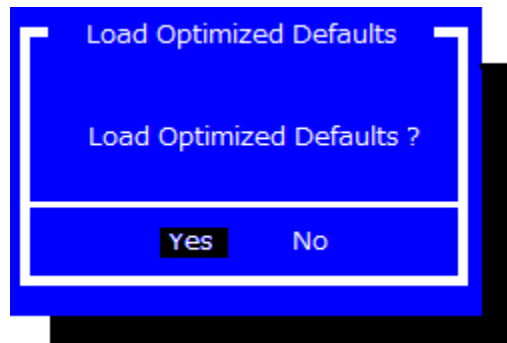 Load Optimized Defaults
Load Optimized Defaults ?
Yes No